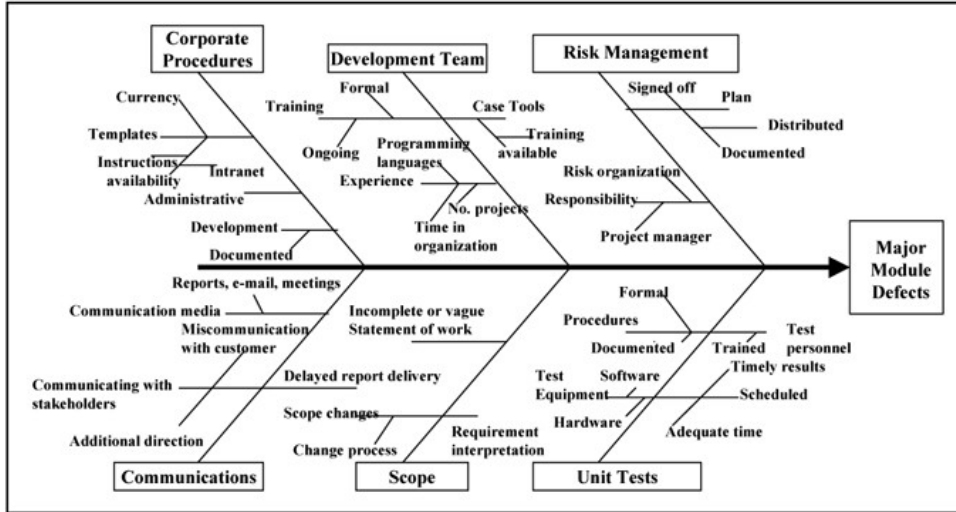 Corporate
Procedures
Development Team
Risk Management
Currency
Templates
Instructions
availability
Intranet
Administrative
Development
Documented
Formal
Training
Case Tools
Ongoing
Training
available
Programming
languages
Experience
No. projects
Time in
organization
Signed off
Plan
Distributed
Documented
Risk organization
Responsibility
Project manager
Major
Module
Defects
Reports, e-mail, meetings
Communication media
Miscommunication
with customer
Communicating with
stakeholders
Delayed report delivery
Additional direction
Incomplete or vague
Statement of work
Scope changes
Change process
Requirement
interpretation
Formal
Procedures
Documented
Trained
Test
personnel
Timely results
Test
Equipment
Software
Hardware
Scheduled
Adequate time
Communications
Scope
Unit Tests